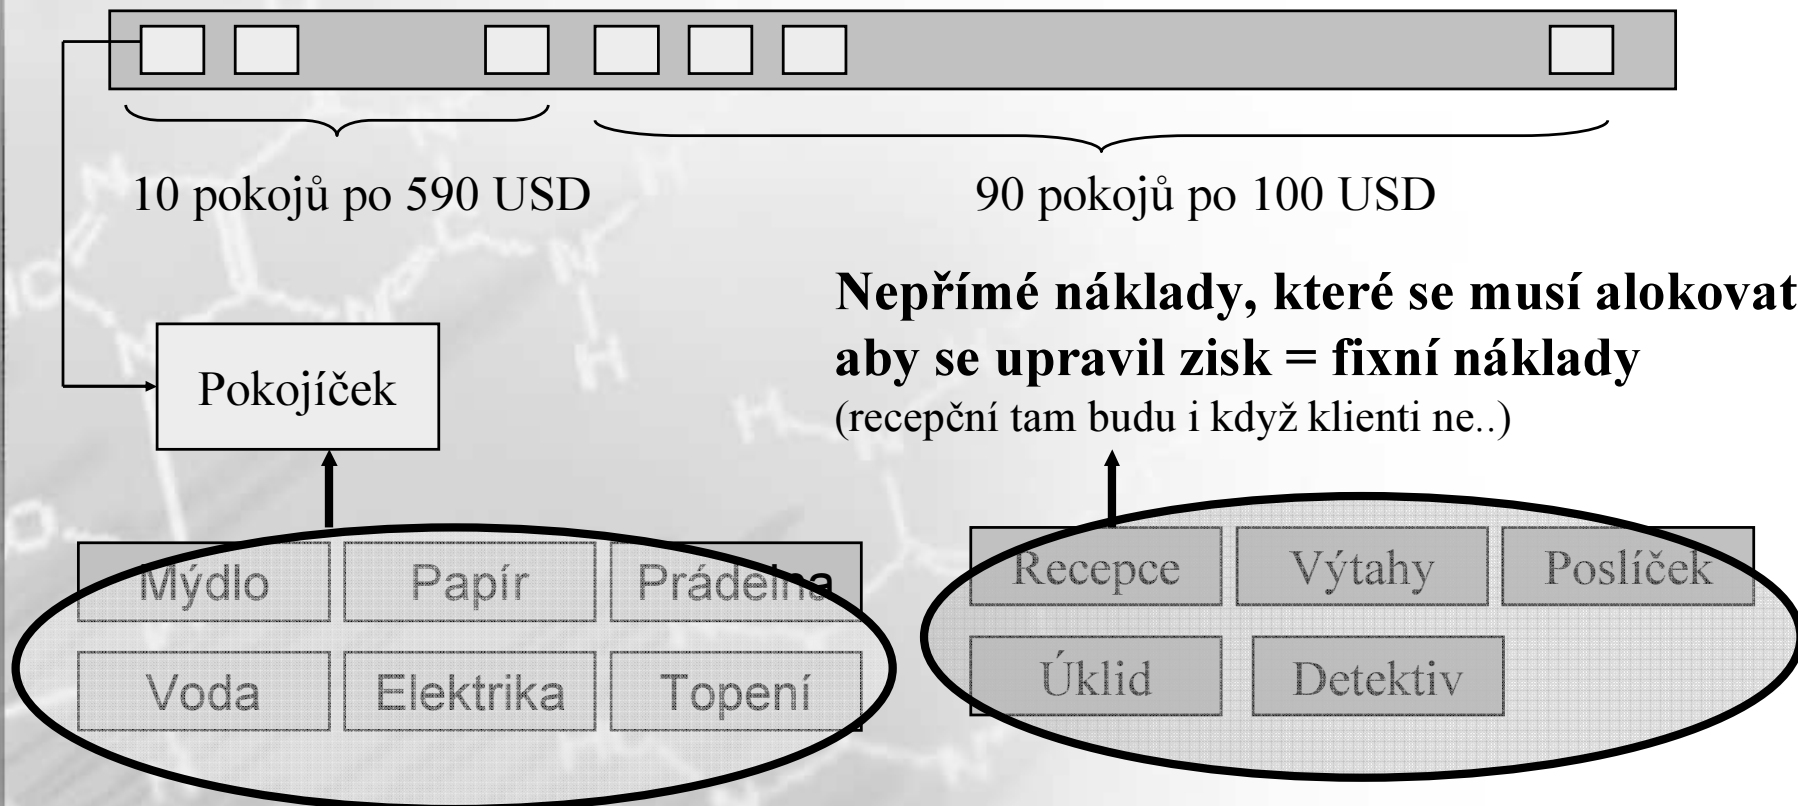 10 pokojů po 590 USD
90 pokojů po 100 USD
Nepřímé náklady, které se musí alokovat
aby se upravil zisk = fixní náklady
(recepční tam budu i když klienti ne..)
Pokojíček
Mýdlo Papír Prádelna
Voda Elektrika Topení
Recepce Výtahy Poslíček
Úklid Detektiv